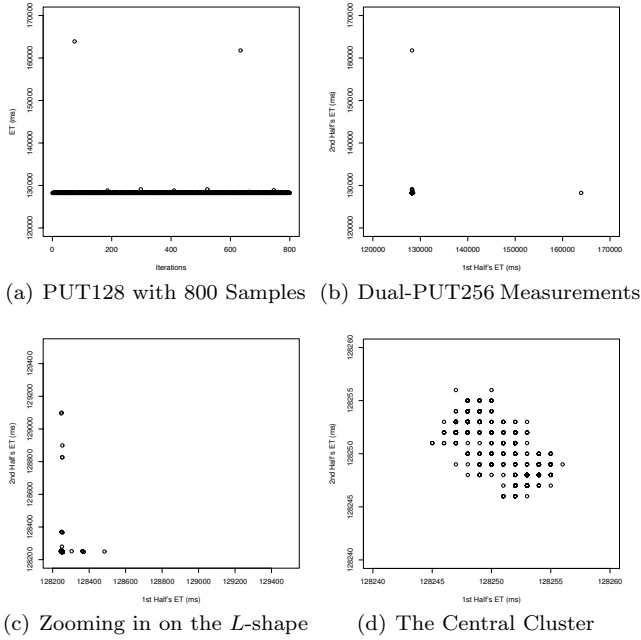 170000
160000
150000
140000
130000
120000
ET (ms)
0 200 400 600 800
Iterations
(a) PUT128 with 800 Samples
170000
160000
150000
140000
130000
120000
2nd Half's ET (ms)
120000 130000 140000 150000 160000 170000
1st Half's ET (ms)
(b) Dual-PUT256 Measurements
129400
129200
129000
128800
128600
128400
128200
2nd Half's ET (ms)
128200 128400 128600 128800 129000 129200 129400
1st Half's ET (ms)
(c) Zooming in on the L-shape
128260
128255
128250
128245
128240
2nd Half's ET (ms)
128240 128245 128250 128255 128260
1st Half's ET (ms)
(d) The Central Cluster